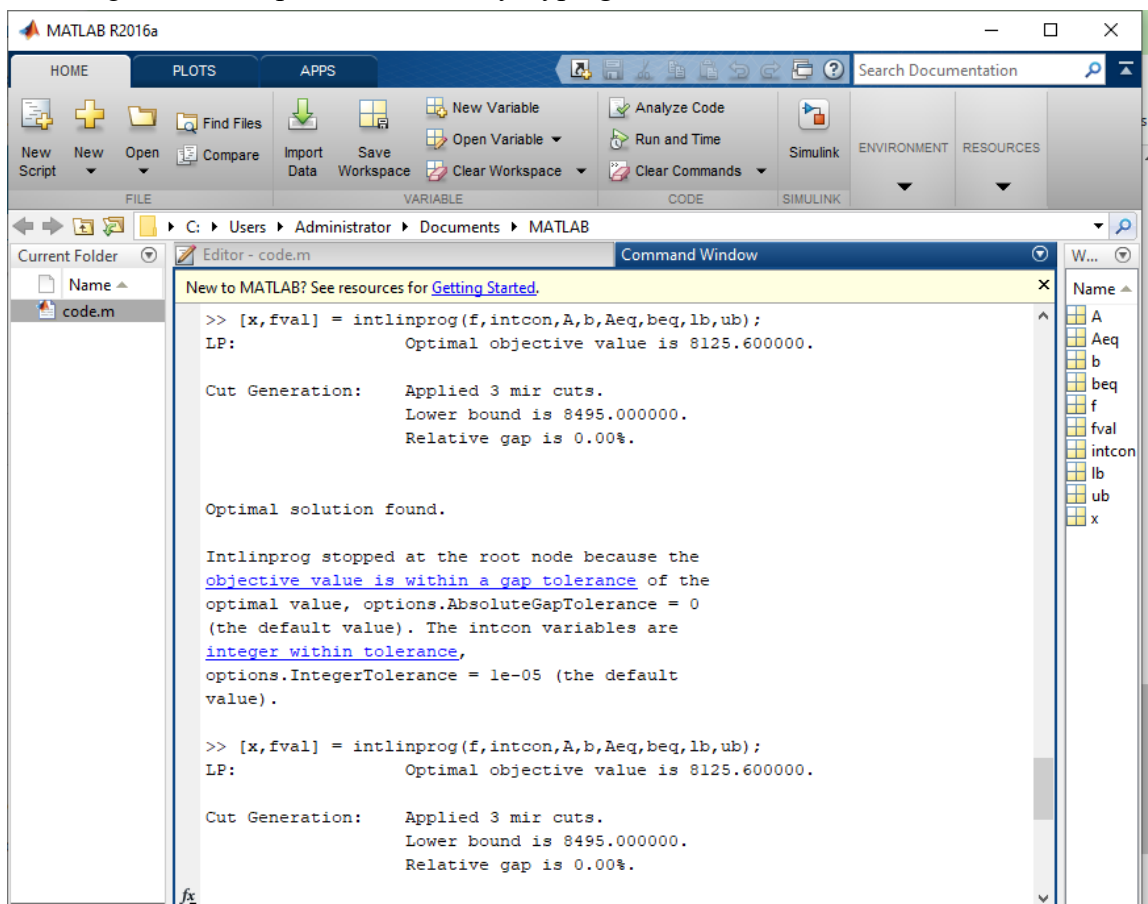 MATLAB R2016a
HOME
PLOTS
APPS
Search Documentation
New Script
New
Open
Find Files
Compare
Import Data
Save Workspace
New Variable
Open Variable
Clear Workspace
Analyze Code
Run and Time
Clear Commands
Simulink
ENVIRONMENT
RESOURCES
FILE
VARIABLE
CODE
SIMULINK
C: Users Administrator Documents MATLAB
Current Folder
Name
code.m
Editor - code.m
Command Window
New to MATLAB? See resources for Getting Started.
>> [x,fval] = intlinprog(f,intcon,A,b,Aeq,beq,lb,ub);
LP: Optimal objective value is 8125.600000.
Cut Generation: Applied 3 mir cuts.
Lower bound is 8495.000000.
Relative gap is 0.00%.
Optimal solution found.
Intlinprog stopped at the root node because the
objective value is within a gap tolerance of the
optimal value, options.AbsoluteGapTolerance = 0
(the default value). The intcon variables are
integer within tolerance,
options.IntegerTolerance = 1e-05 (the default
value).
>> [x,fval] = intlinprog(f,intcon,A,b,Aeq,beq,lb,ub);
LP: Optimal objective value is 8125.600000.
Cut Generation: Applied 3 mir cuts.
Lower bound is 8495.000000.
Relative gap is 0.00%.
fx
W...
Name
A
Aeq
b
beq
f
fval
intcon
lb
ub
x